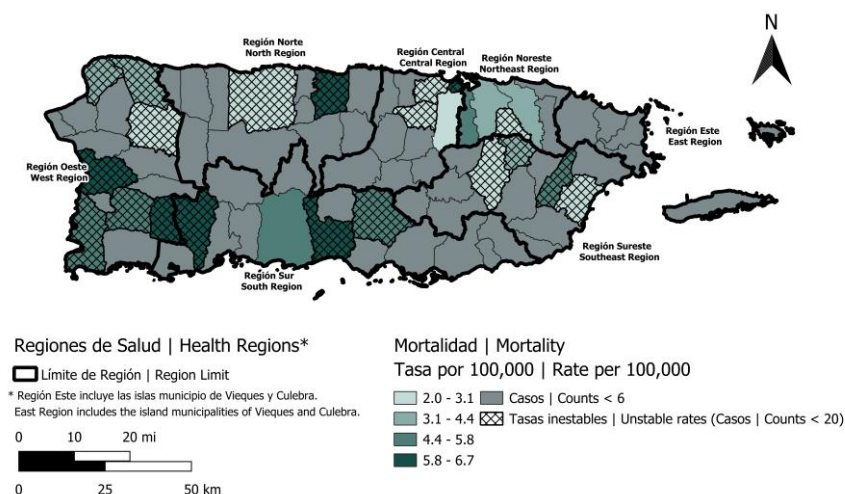 N
Región Norte
North Region
Región Central
Central Region
Región Noreste
Northeast Region
Región Este
East Region
Región Oeste
West Region
Región Sureste
Southeast Region
Región Sur
South Region
Regiones de Salud | Health Regions*
Límite de Región | Region Limit
* Región Este incluye las islas municipio de Vieques y Culebra.
East Region includes the island municipalities of Vieques and Culebra.
0 10 20 mi
0 25 50 km
Mortalidad | Mortality
Tasa por 100,000 | Rate per 100,000
2.0 - 3.1
3.1 - 4.4
4.4 - 5.8
5.8 - 6.7
Casos | Counts < 6
Tasas inestables | Unstable rates (Casos | Counts < 20)